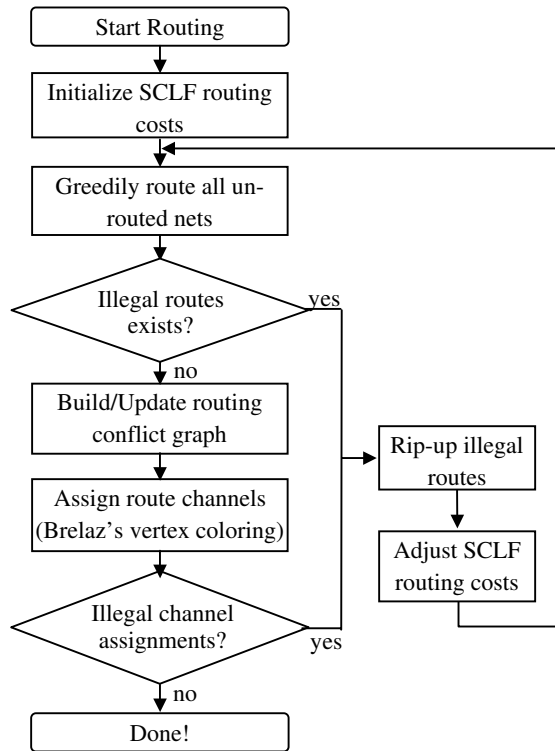 Start Routing
Initialize SCLF routing
costs
Greedily route all un-
routed nets
Illegal routes
exists?
yes
no
Build/Update routing
conflict graph
Rip-up illegal
routes
Assign route channels
(Brelaz's vertex coloring)
Adjust SCLF
routing costs
Illegal channel
assignments?
yes
no
Done!